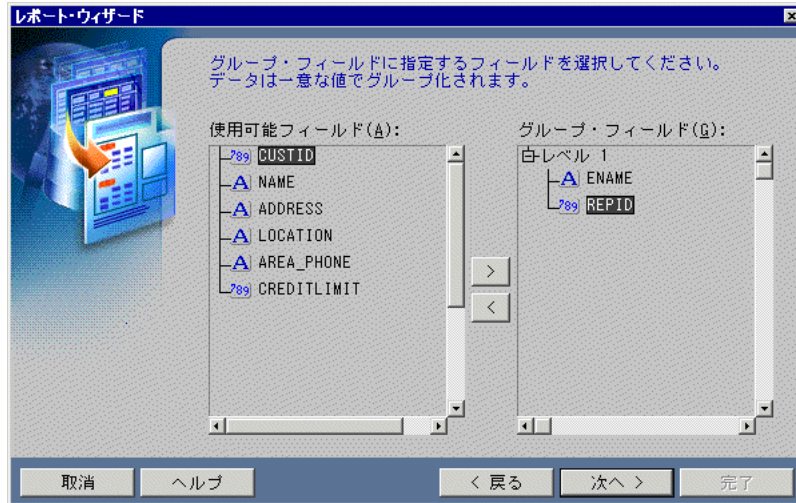 レポート・ウィザード
グループ・フィールドに指定するフィールドを選択してください。
データは一意な値でグループ化されます。
使用可能フィールド(A):
789 CUSTID
A NAME
A ADDRESS
A LOCATION
A AREA_PHONE
789 CREDITLIMIT
>
<
グループ・フィールド(G):
レベル 1
A ENAME
789 REPID
取消
ヘルプ
< 戻る
次へ >
完了